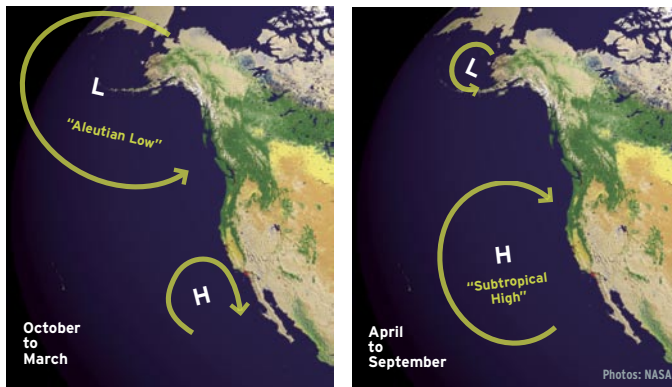 L
"Aleutian Low"
H
October
to
March
L
H
"Subtropical
High"
April
to
September
Photos: NASA